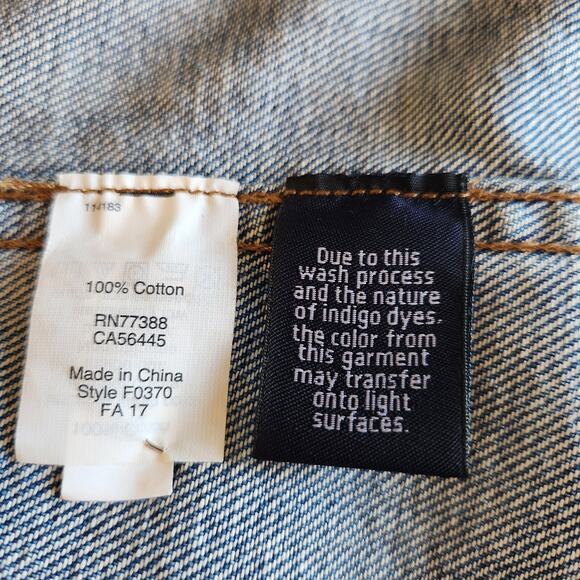 114183
100% Cotton
RN77388
CA56445
Made in China
Style F0370
FA 17
Due to this
wash process
and the nature
of indigo dyes,
the color from
this garment
may transfer
onto light
surfaces.